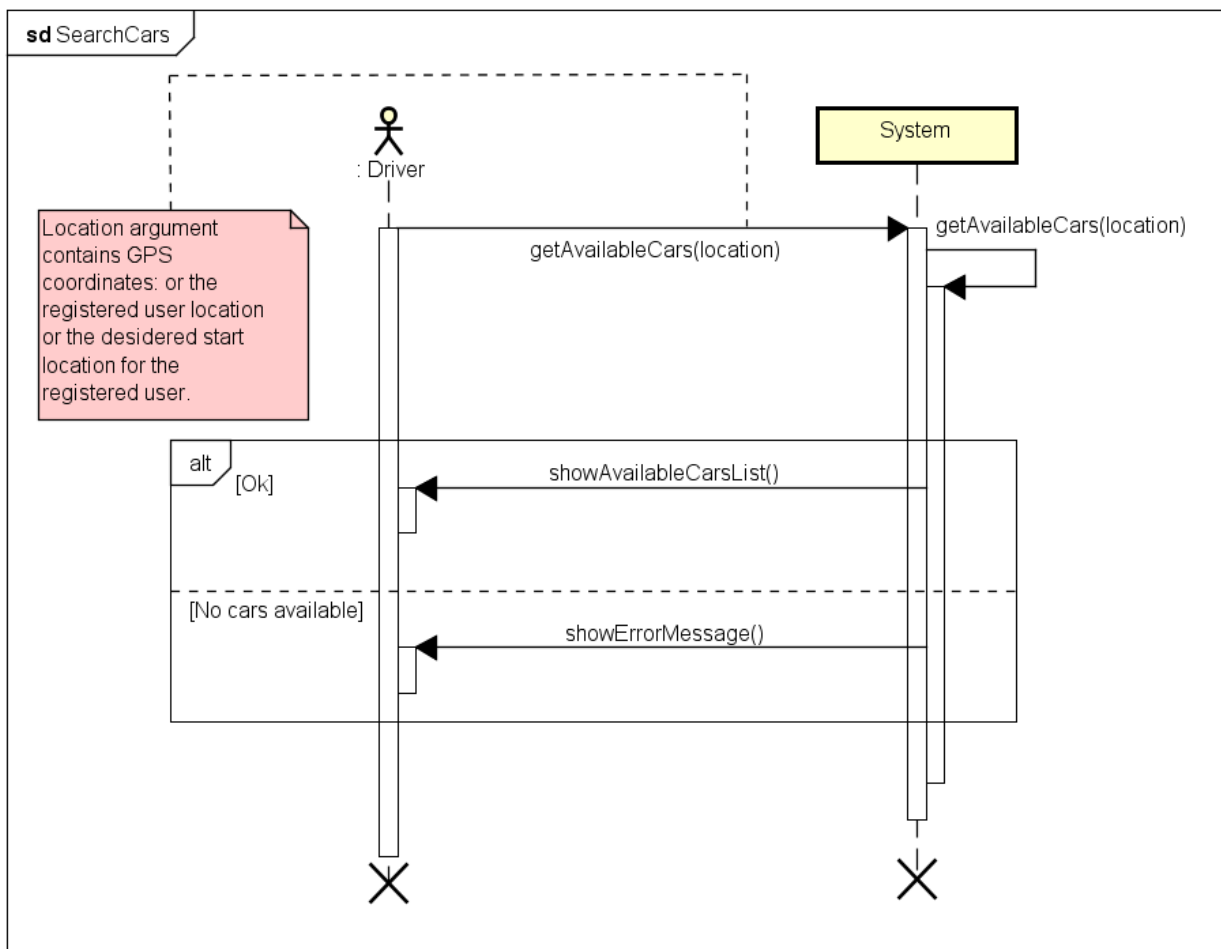 sd SearchCars
System
: Driver
Location argument
contains GPS
coordinates: or the
registered user location
or the desidered start
location for the
registered user.
getAvailableCars(location)
getAvailableCars(location)
alt
[Ok]
showAvailableCarsList()
[No cars available]
showErrorMessage()